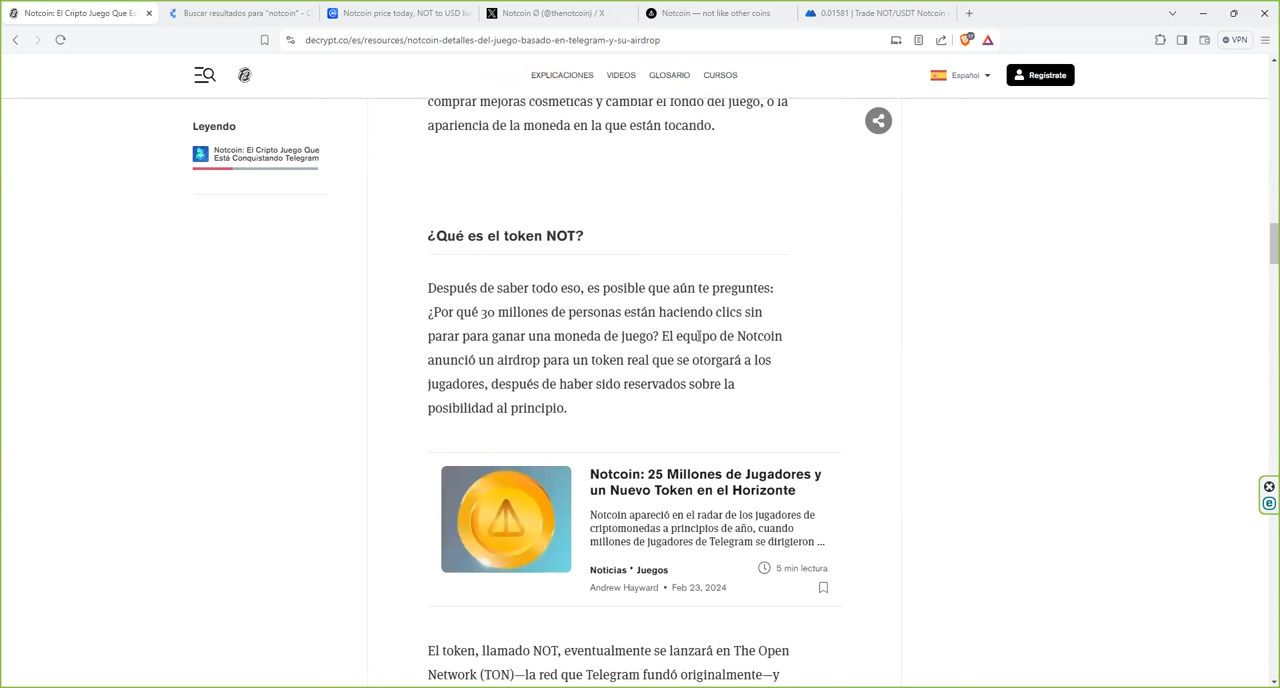 Notcoin: El Cripto Juego Que Es
Buscar resultados para "notcoin" – C
Notcoin price today, NOT to USD li
Notcoin Ø (@thenotcoin) / X
Notcoin — not like other coins
0.01581 | Trade NOT/USDT Notcoin
decrypt.co/es/resources/notcoin-detalles-del-juego-basado-en-telegram-y-su-airdrop
VPN
EXPLICACIONES
VIDEOS
GLOSARIO
CURSOS
Español
Regístrate
Leyendo
Notcoin: El Cripto Juego Que
Está Conquistando Telegram
comprar mejoras cosméticas y cambiar el fondo del juego, o la
apariencia de la moneda en la que están tocando.
¿Qué es el token NOT?
Después de saber todo eso, es posible que aún te preguntes:
¿Por qué 30 millones de personas están haciendo clics sin
parar para ganar una moneda de juego? El equipo de Notcoin
anunció un airdrop para un token real que se otorgará a los
jugadores, después de haber sido reservados sobre la
posibilidad al principio.
Notcoin: 25 Millones de Jugadores y
un Nuevo Token en el Horizonte
Notcoin apareció en el radar de los jugadores de
criptomonedas a principios de año, cuando
millones de jugadores de Telegram se dirigieron ...
Noticias • Juegos
5 min lectura
Andrew Hayward • Feb 23, 2024
El token, llamado NOT, eventualmente se lanzará en The Open
Network (TON)—la red que Telegram fundó originalmente—y